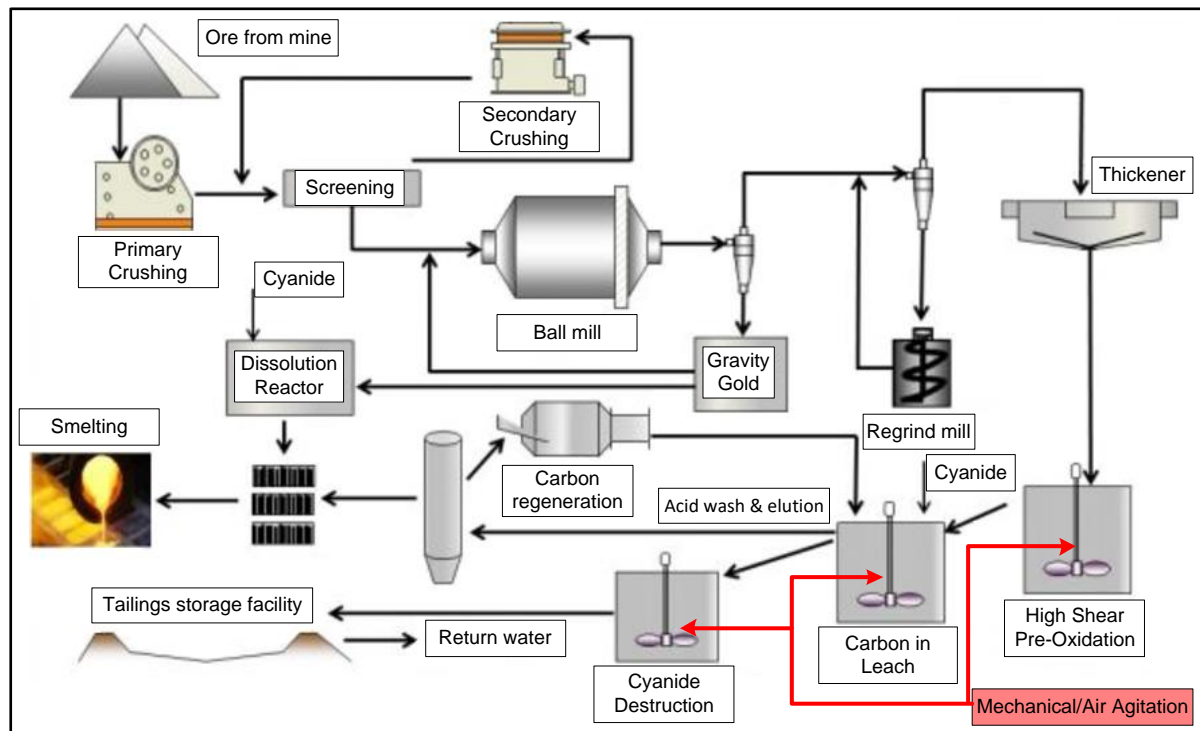 Ore from mine
Secondary
Crushing
Screening
Thickener
Primary
Crushing
Cyanide
Ball mill
Gravity
Gold
Dissolution
Reactor
Smelting
Regrind mill
Carbon
regeneration
Cyanide
Acid wash & elution
Tailings storage facility
Return water
High Shear
Pre-Oxidation
Carbon in
Leach
Cyanide
Destruction
Mechanical/Air Agitation